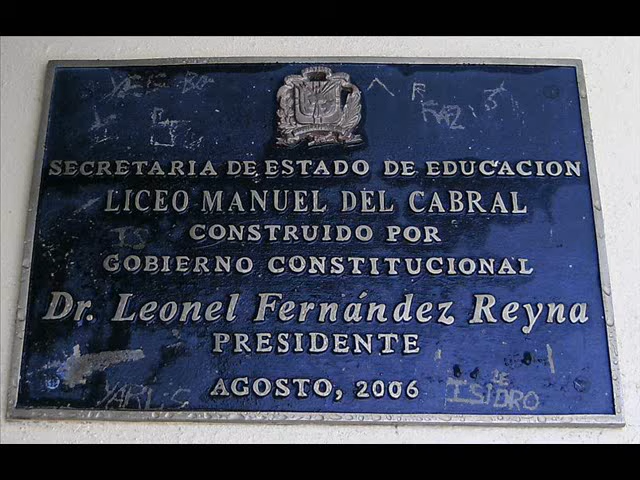 SECRETARIA DE ESTADO DE EDUCACION
LICEO MANUEL DEL CABRAL
CONSTRUIDO POR
GOBIERNO CONSTITUCIONAL
Dr. Leonel Fernández Reyna
PRESIDENTE
AGOSTO, 2006
ISIDRO